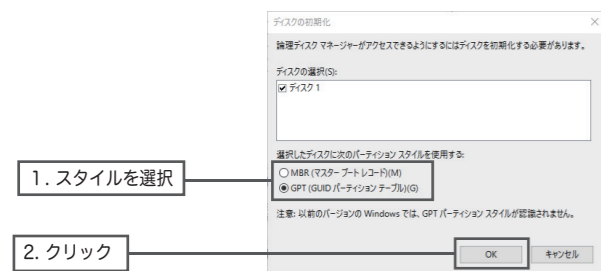 ディスクの初期化
論理ディスク マネージャーがアクセスできるようにするにはディスクを初期化する必要があります。
ディスクの選択(S):
ディスク 1
選択したディスクに次のパーティション スタイルを使用する:
MBR (マスター ブート レコード)(M)
GPT (GUID パーティション テーブル)(G)
1. スタイルを選択
注意: 以前のバージョンの Windows では、GPT パーティション スタイルが認識されません。
2. クリック
OK キャンセル